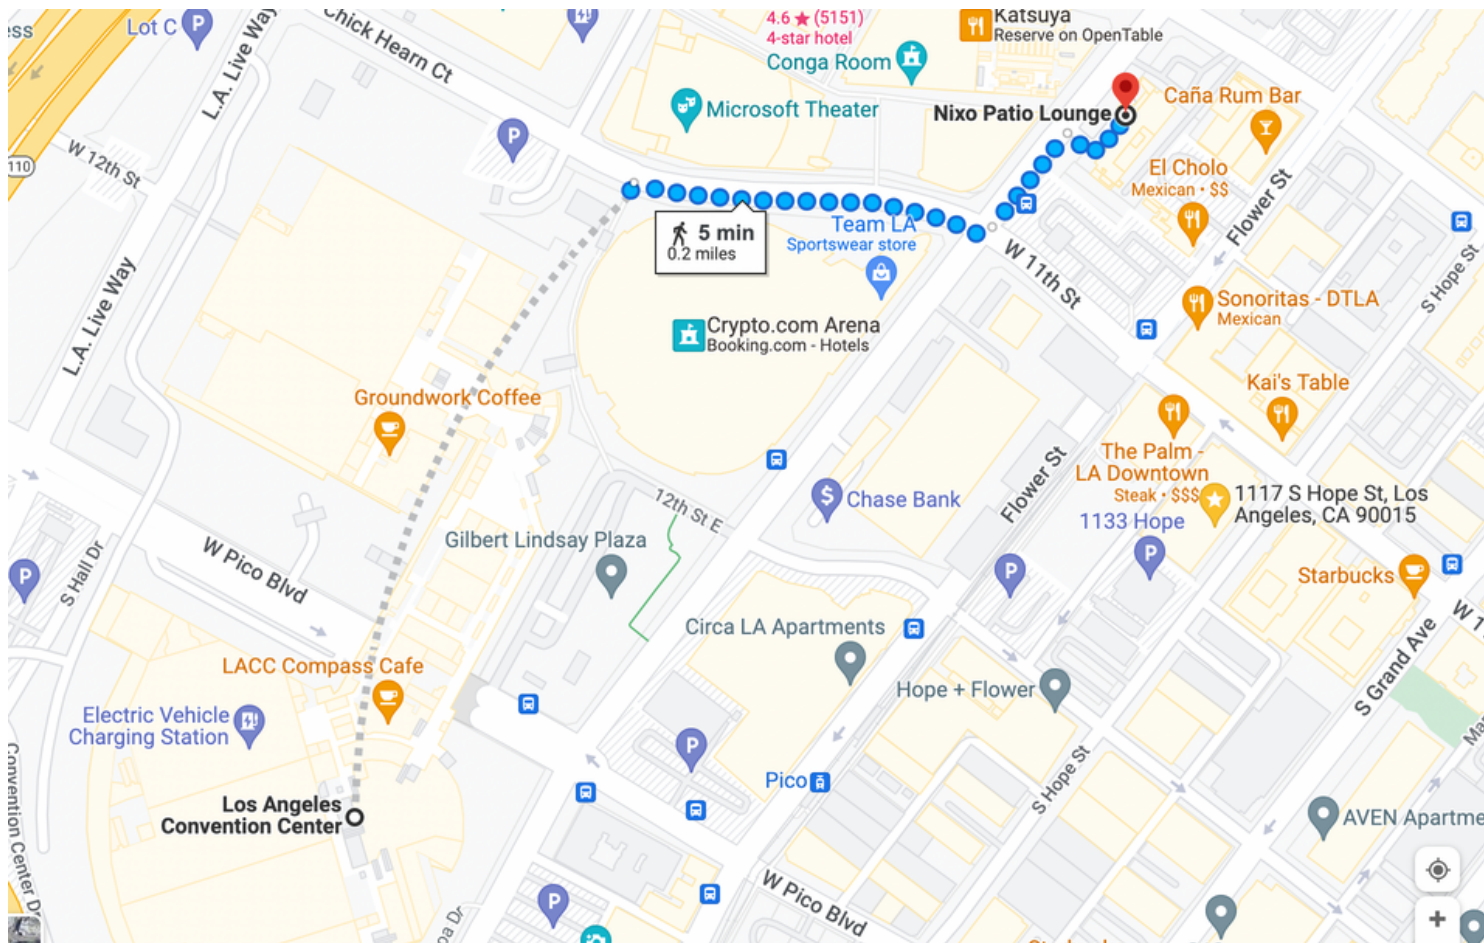 ess
Lot C
P
L.A. Live Way
Chick Hearn Ct
4.6 ★ (5151)
4-star hotel
Katsuya
Reserve on OpenTable
Conga Room
Microsoft Theater
Nixo Patio Lounge
Caña Rum Bar
P
W 12th St
110
El Cholo
Mexican • $$
Flower St
5 min
0.2 miles
Team LA
Sportswear store
W 11th St
S Hope St
L.A. Live Way
Sonoritas - DTLA
Mexican
Crypto.com Arena
Booking.com - Hotels
Kai's Table
Groundwork Coffee
The Palm -
LA Downtown
Steak • $$$
Flower St
1117 S Hope St, Los
Angeles, CA 90015
12th St E
$
Chase Bank
1133 Hope
P
P
Gilbert Lindsay Plaza
P
S Hall Dr
W Pico Blvd
Starbucks
W 1
Circa LA Apartments
S Grand Ave
LACC Compass Cafe
Hope + Flower
Electric Vehicle
Charging Station
P
Ma
Pico
S Hope St
Los Angeles
Convention Center
AVEN Apartme
Convention Center Dr
W Pico Blvd
P
pa Dr
+